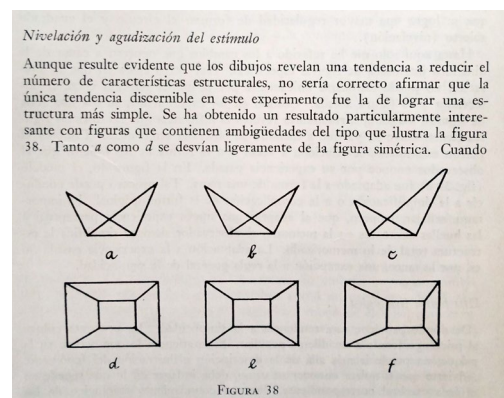 Nivelación y agudización del estímulo
Aunque resulte evidente que los dibujos revelan una tendencia a reducir el
número de características estructurales, no sería correcto afirmar que la
única tendencia discernible en este experimento fue la de lograr una es-
tructura más simple. Se ha obtenido un resultado particularmente intere-
sante con figuras que contienen ambigüedades del tipo que ilustra la figura
38. Tanto a como d se desvían ligeramente de la figura simétrica. Cuando
a b c
d e f
FIGURA 38